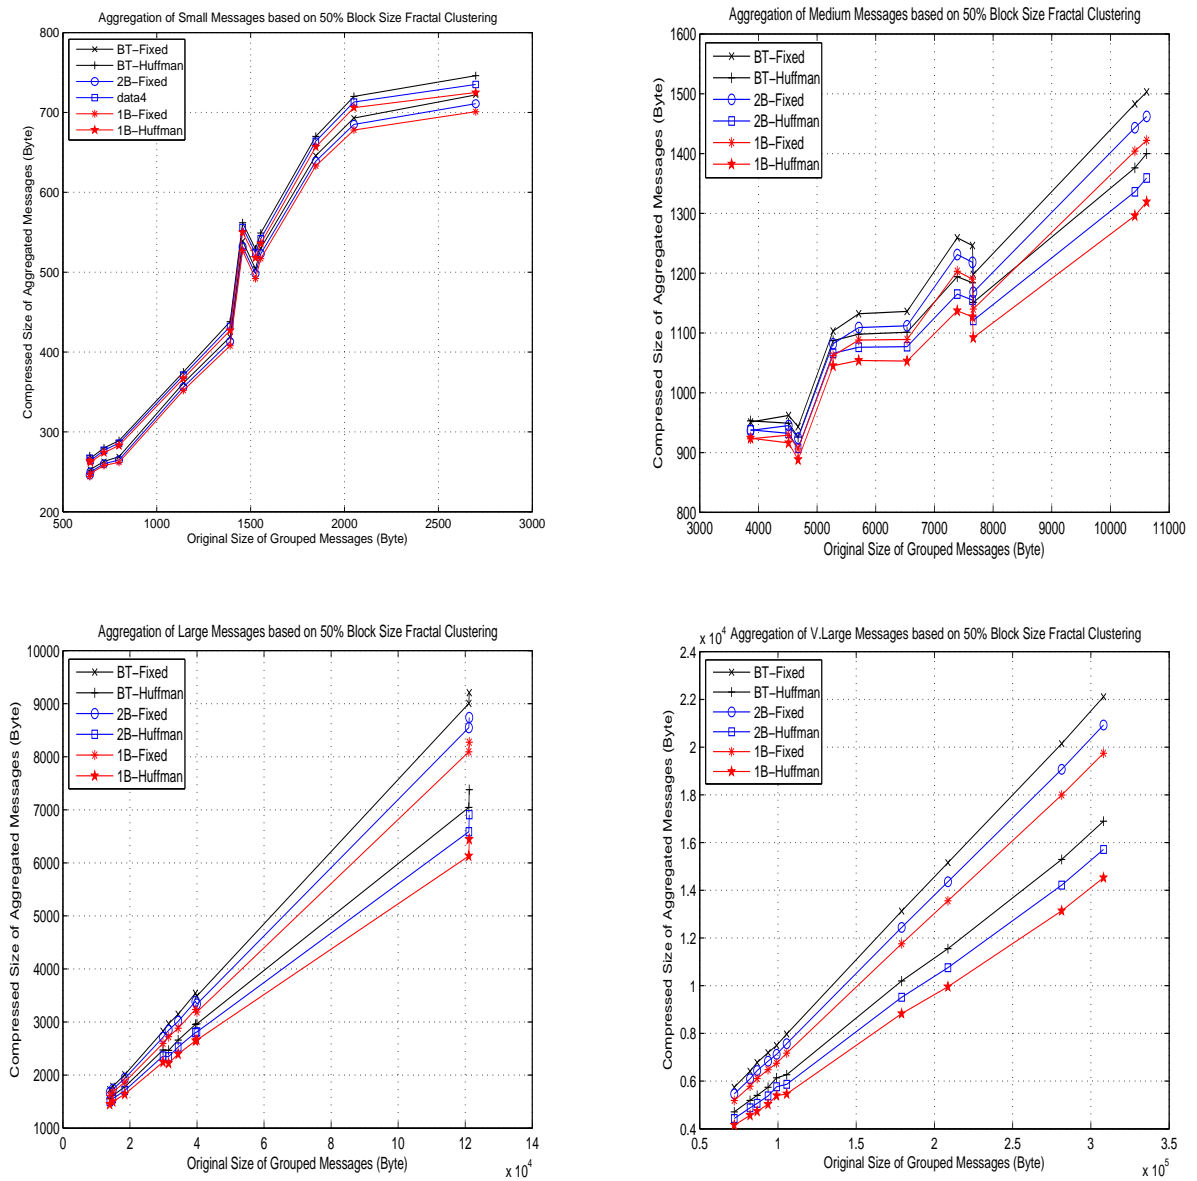 Aggregation of Small Messages based on 50% Block Size Fractal Clustering
800
700
600
500
400
300
200
Compressed Size of Aggregated Messages (Byte)
BT-Fixed
BT-Huffman
2B-Fixed
data4
1B-Fixed
1B-Huffman
500 1000 1500 2000 2500 3000
Original Size of Grouped Messages (Byte)
Aggregation of Medium Messages based on 50% Block Size Fractal Clustering
1600
1500
1400
1300
1200
1100
1000
900
800
Compressed Size of Aggregated Messages (Byte)
BT-Fixed
BT-Huffman
2B-Fixed
2B-Huffman
1B-Fixed
1B-Huffman
3000 4000 5000 6000 7000 8000 9000 10000 11000
Original Size of Grouped Messages (Byte)
Aggregation of Large Messages based on 50% Block Size Fractal Clustering
10000
9000
8000
7000
6000
5000
4000
3000
2000
1000
Compressed Size of Aggregated Messages (Byte)
BT-Fixed
BT-Huffman
2B-Fixed
2B-Huffman
1B-Fixed
1B-Huffman
0 2 4 6 8 10 12 14
Original Size of Grouped Messages (Byte)
x 10^4
x 10^4 Aggregation of V.Large Messages based on 50% Block Size Fractal Clustering
2.4
2.2
2
1.8
1.6
1.4
1.2
1
0.8
0.6
0.4
Compressed Size of Aggregated Messages (Byte)
BT-Fixed
BT-Huffman
2B-Fixed
2B-Huffman
1B-Fixed
1B-Huffman
0.5 1 1.5 2 2.5 3 3.5
Original Size of Grouped Messages (Byte)
x 10^5